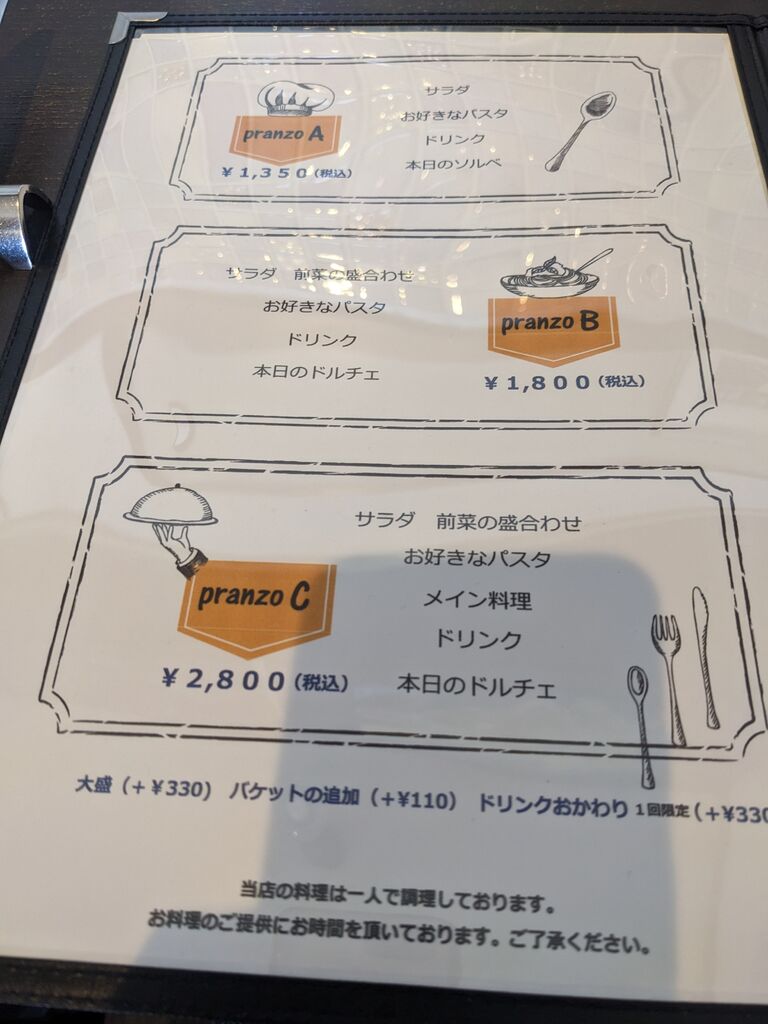 pranzo A
¥1,350(税込)
サラダ
お好きなパスタ
ドリンク
本日のソルベ
サラダ 前菜の盛合わせ
お好きなパスタ
ドリンク
本日のドルチェ
pranzo B
¥1,800(税込)
pranzo C
¥2,800(税込)
サラダ 前菜の盛合わせ
お好きなパスタ
メイン料理
ドリンク
本日のドルチェ
大盛(+¥330) バケットの追加(+¥110) ドリンクおかわり1回限定(+¥330
当店の料理は一人で調理しております。
お料理のご提供にお時間を頂いております。ご了承ください。